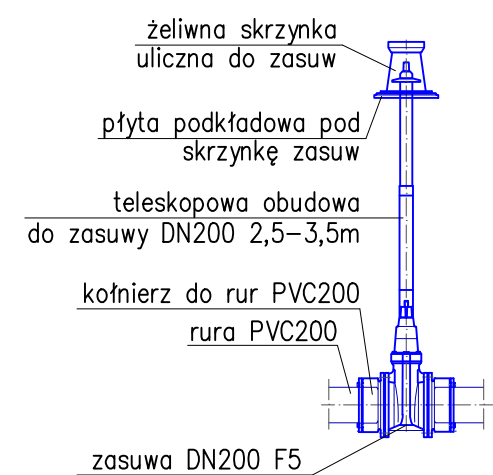 żeliwna skrzynka
uliczna do zasuw
płyta podkładowa pod
skrzynkę zasuw
teleskopowa obudowa
do zasuwy DN200 2,5-3,5m
kołnierz do rur PVC200
rura PVC200
zasuwa DN200 F5